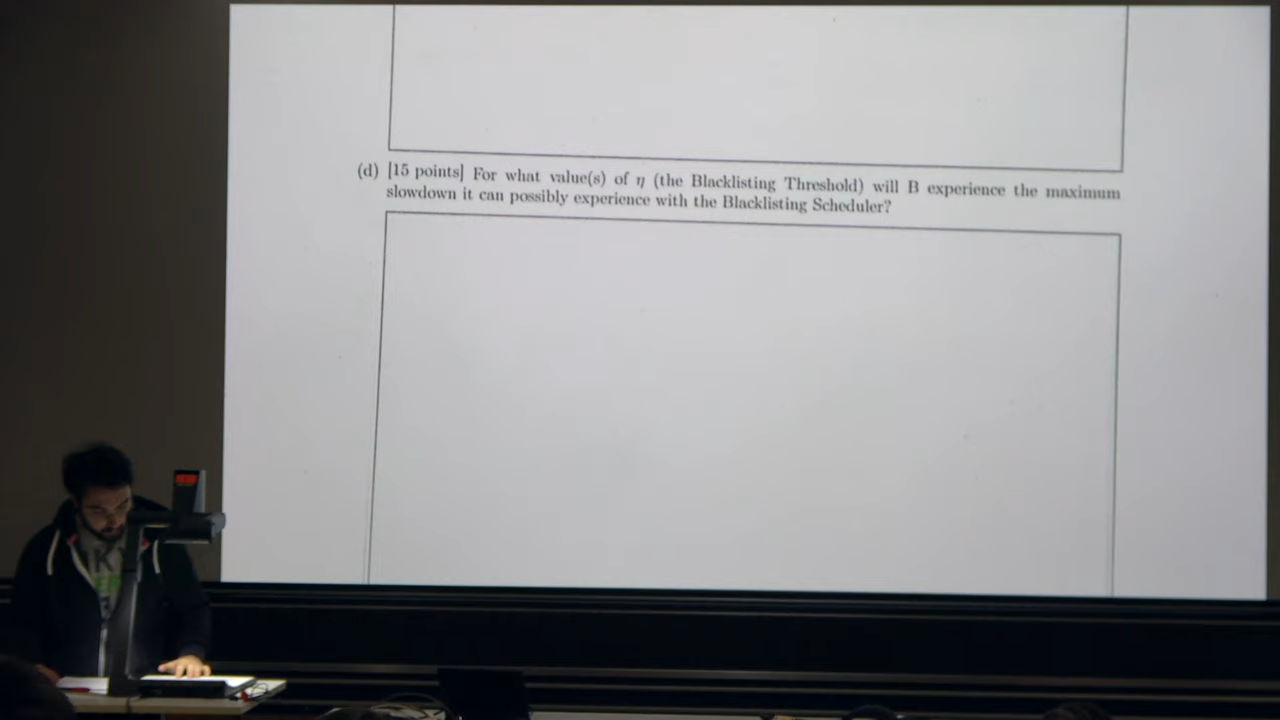 (d) [15 points] For what value(s) of η (the Blacklisting Threshold) will B experience the maximum
slowdown it can possibly experience with the Blacklisting Scheduler?